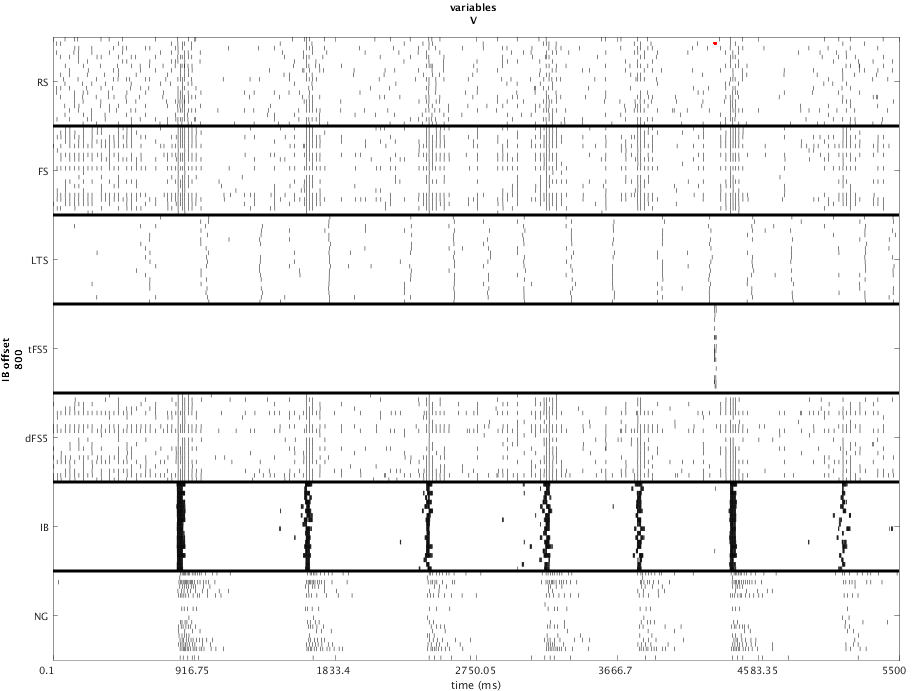 variables
V
RS
FS
LTS
tFS5
dFS5
IB
NG
IB offset
800
0.1 916.75 1833.4 2750.05 3666.7 4583.35 5500
time (ms)